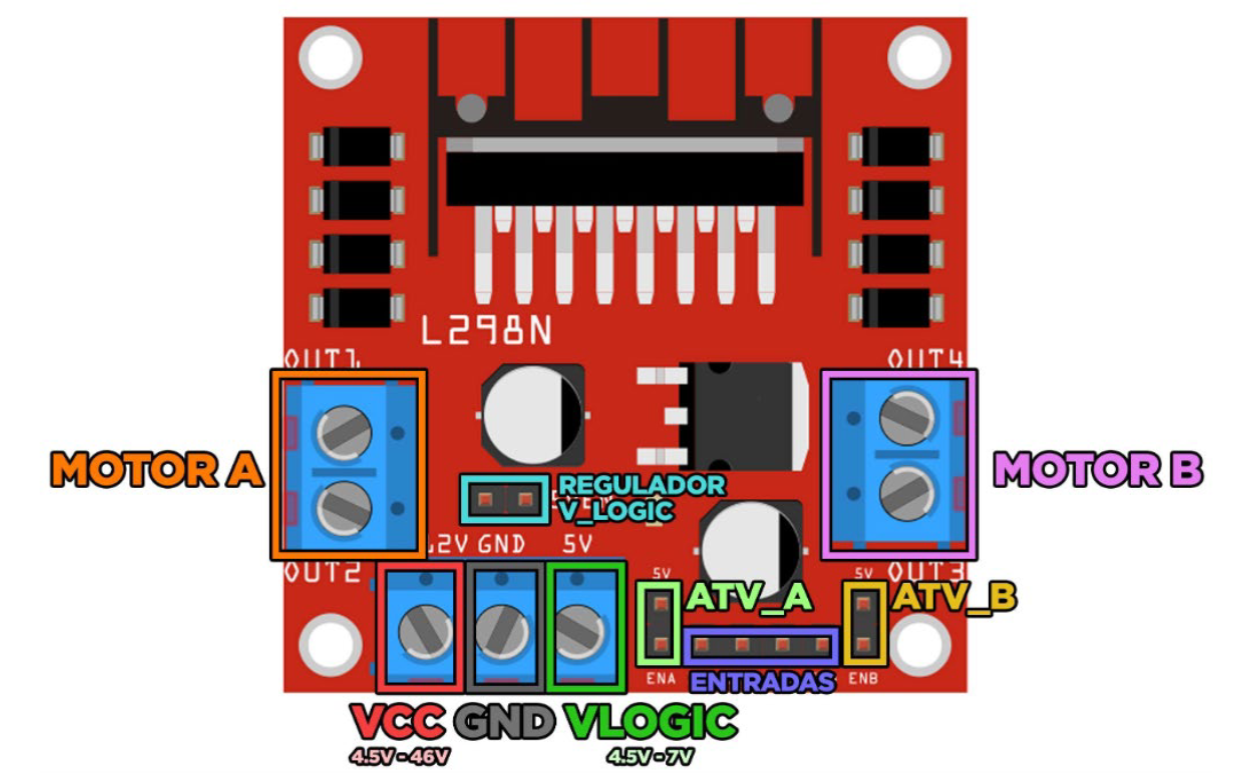 L298N
OUT1
OUT4
MOTOR A
MOTOR B
REGULADOR
V_LOGIC
GND
5V
OUT2
5V
5V
OUT3
ATV_A
ATV_B
ENA
ENTRADAS
ENB
VCC
GND
VLOGIC
4.5V - 46V
4.5V - 7V